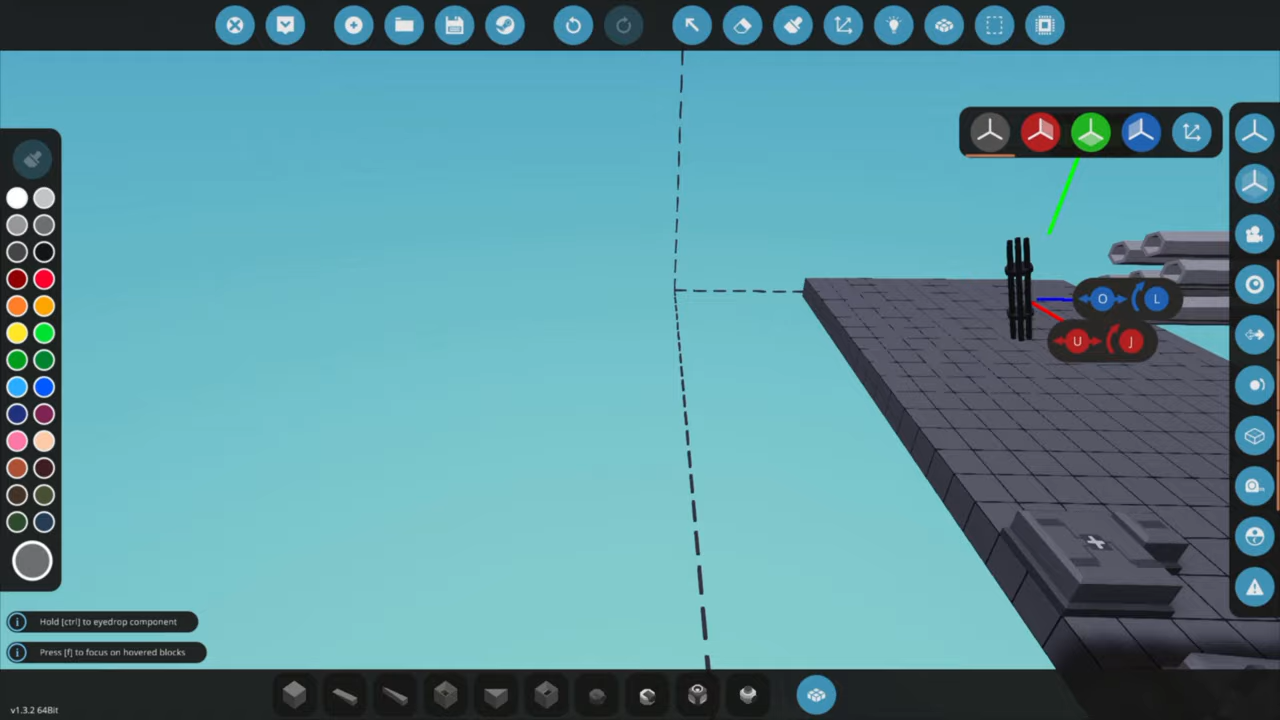 O
L
U
J
Hold [ctrl] to eyedrop component
Press [f] to focus on hovered blocks
v1.3.2 64Bit